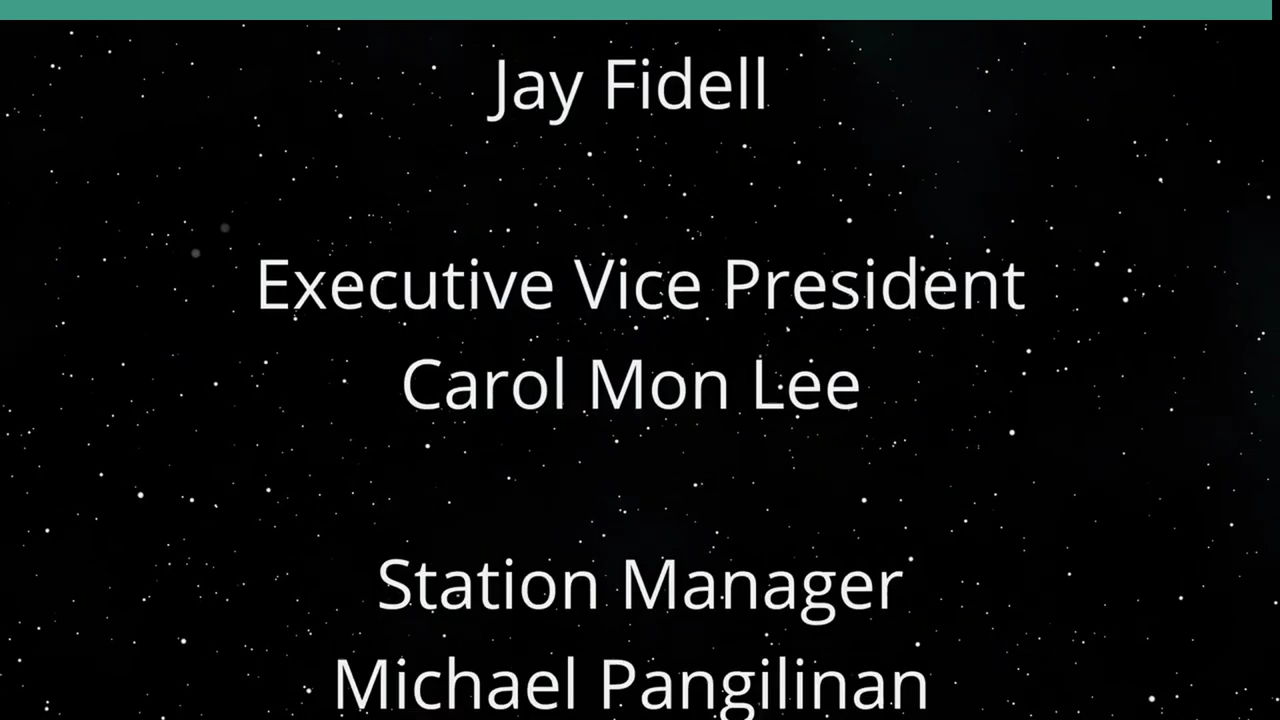 Jay Fidell
Executive Vice President
Carol Mon Lee
Station Manager
Michael Pangilinan